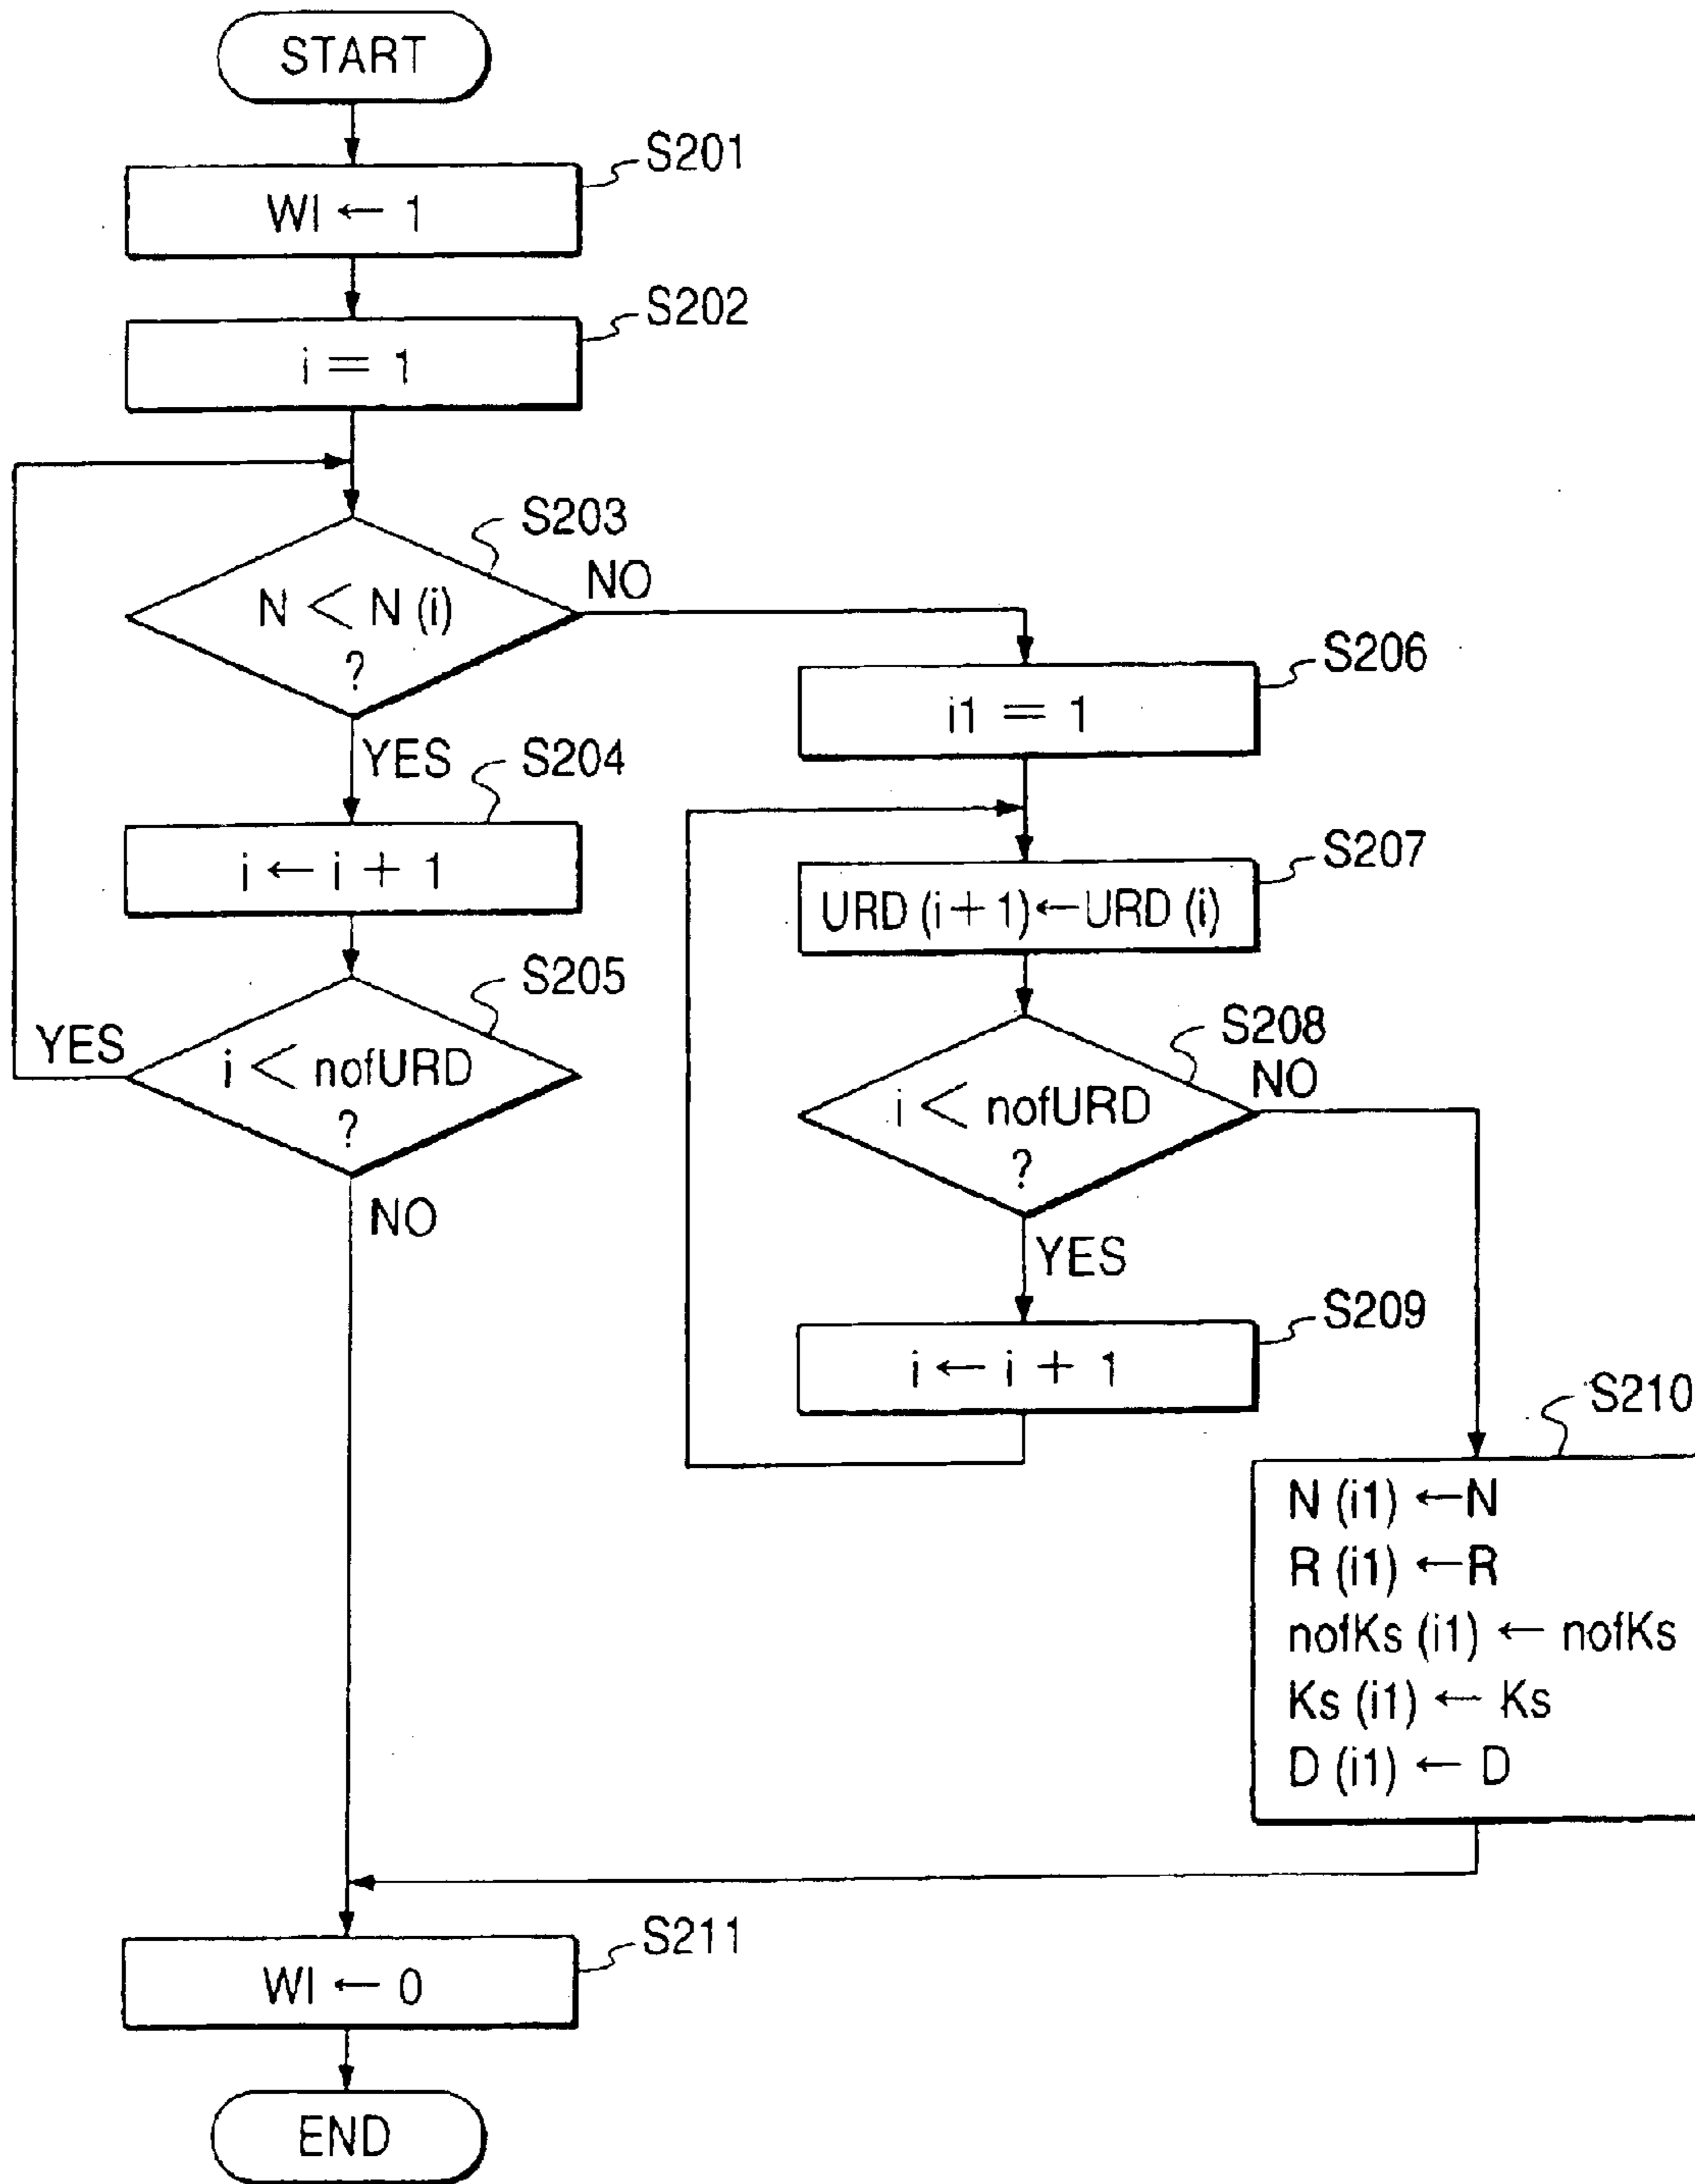 START
S201
WI ← 1
S202
i = 1
S203
N < N (i)
?
NO
YES
S204
i ← i + 1
S205
i < nofURD
?
YES
NO
S206
i1 = 1
S207
URD (i + 1) ← URD (i)
S208
i < nofURD
?
NO
YES
S209
i ← i + 1
S210
N (i1) ← N
R (i1) ← R
nofKs (i1) ← nofKs
Ks (i1) ← Ks
D (i1) ← D
S211
WI ← 0
END